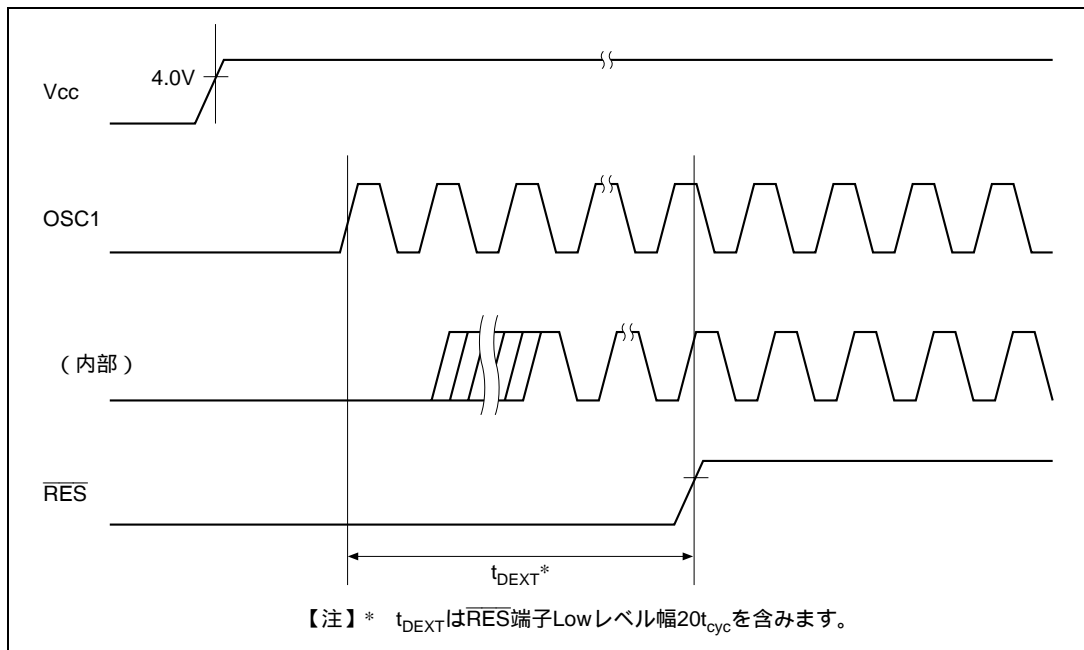 4.0V
Vcc
OSC1
（内部）
RES
tDEXT*
【注】* tDEXTはRES端子Lowレベル幅20tcycを含みます。